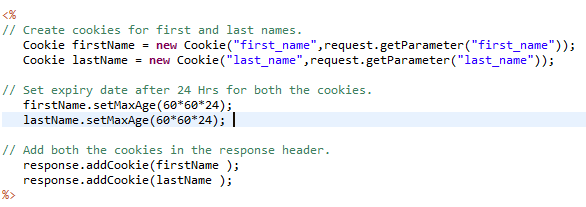 <%
// Create cookies for first and last names.
Cookie firstName = new Cookie("first_name",request.getParameter("first_name"));
Cookie lastName = new Cookie("last_name",request.getParameter("last_name"));
// Set expiry date after 24 Hrs for both the cookies.
firstName.setMaxAge(60*60*24);
lastName.setMaxAge(60*60*24);
// Add both the cookies in the response header.
response.addCookie(firstName );
response.addCookie(lastName );
%>